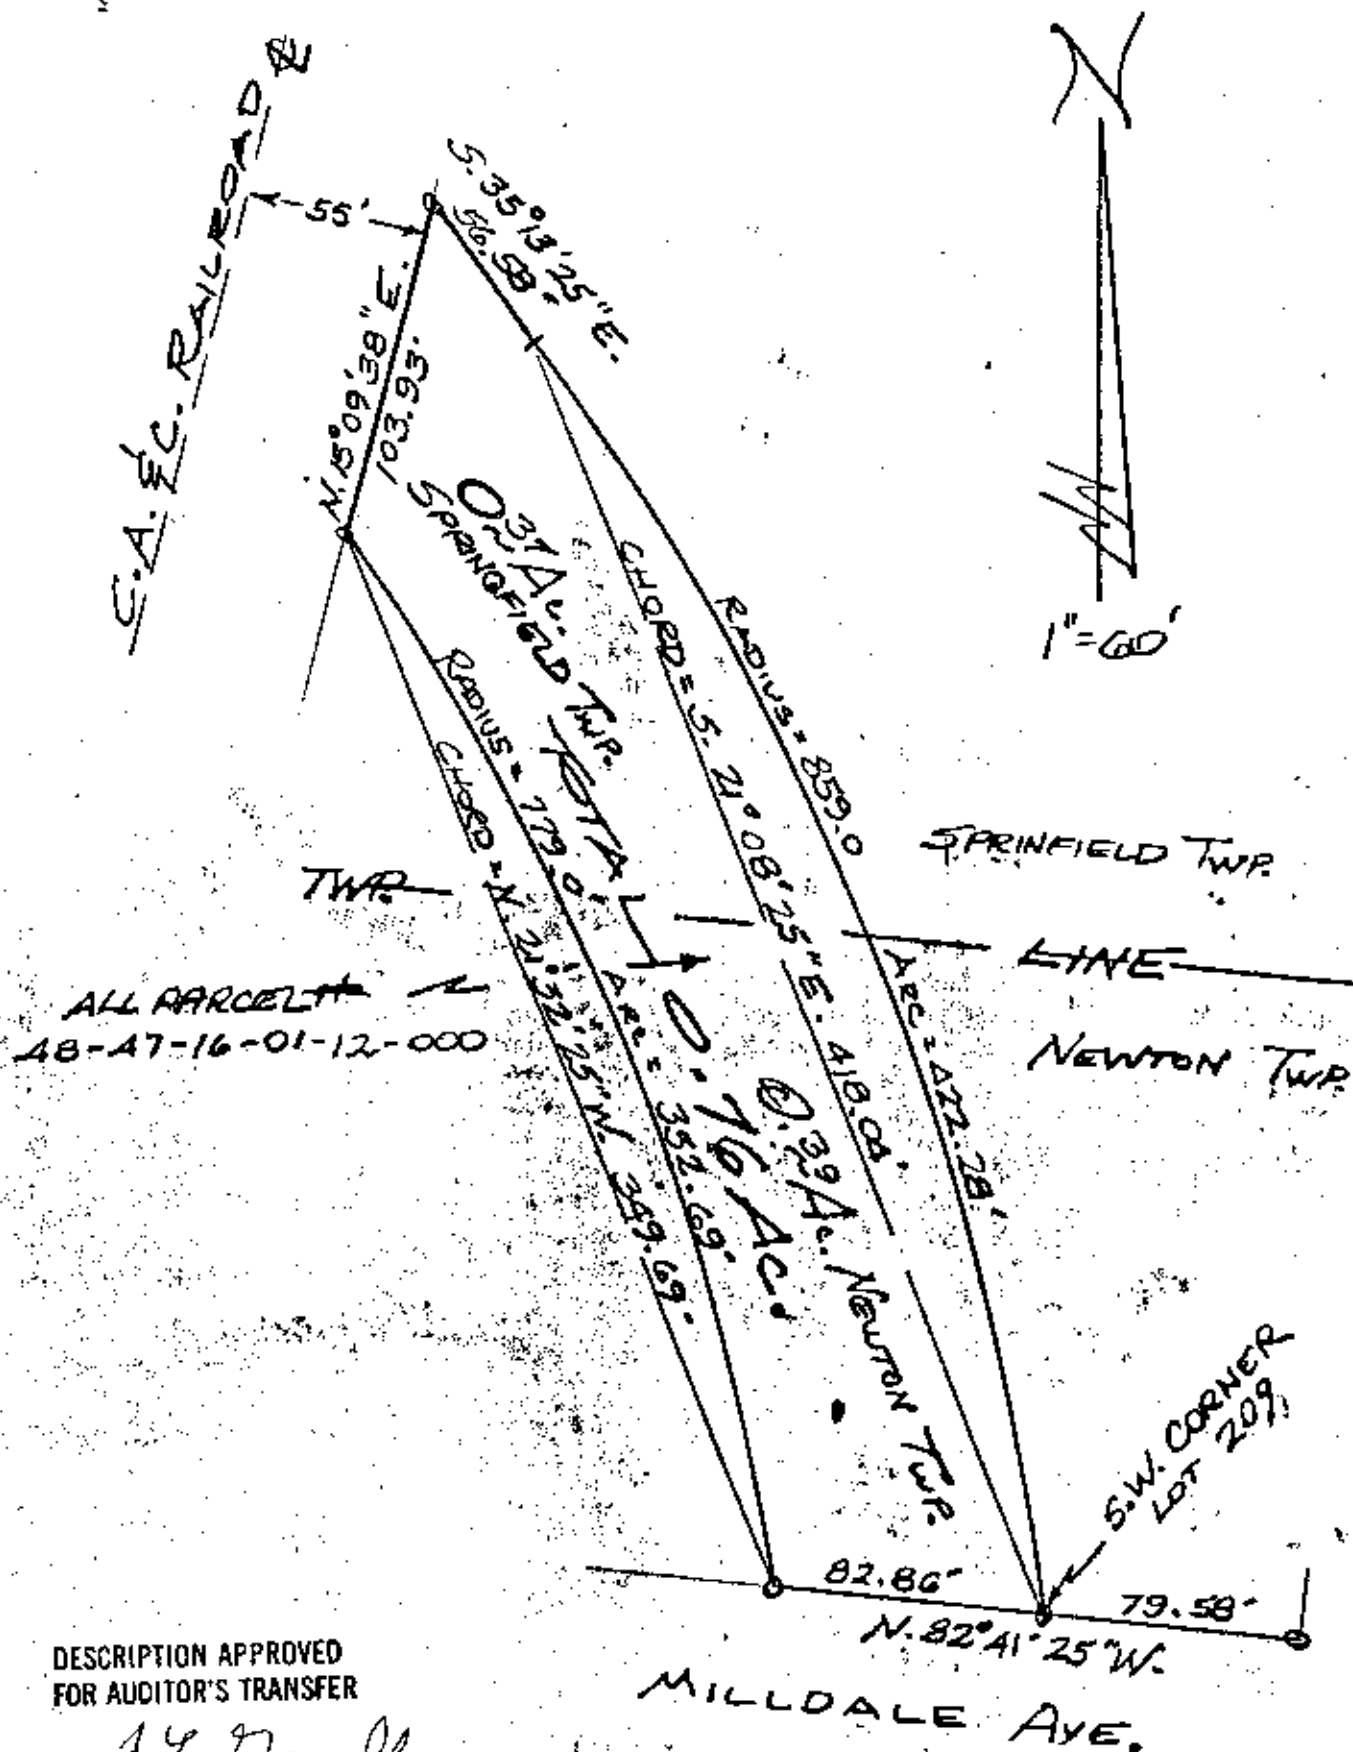 N
C.A. & C. RAILROAD ℄
55'
S. 35° 13' 25" E.
56.58'
N. 15° 09' 38" E.
103.93'
1"=60'
0.37 Ac.
SPRINGFIELD TWP.
CHORD = S. 21° 08' 25" E. 418.04'
RADIUS = 859.0
ARC = 422.28'
RADIUS = 779.0'
ARC = 352.69'
CHORD = N. 21° 32' 25" W. 349.69'
TOTAL
0.76 AC.
SPRINFIELD TWP.
TWP.
LINE
ALL PARCEL #
48-47-16-01-12-000
NEWTON TWP.
0.39 Ac. NEWTON TWP.
S.W. CORNER
LOT 209
82.86'
79.58'
N. 82° 41' 25" W.
MILLDALE AVE.
DESCRIPTION APPROVED
FOR AUDITOR'S TRANSFER